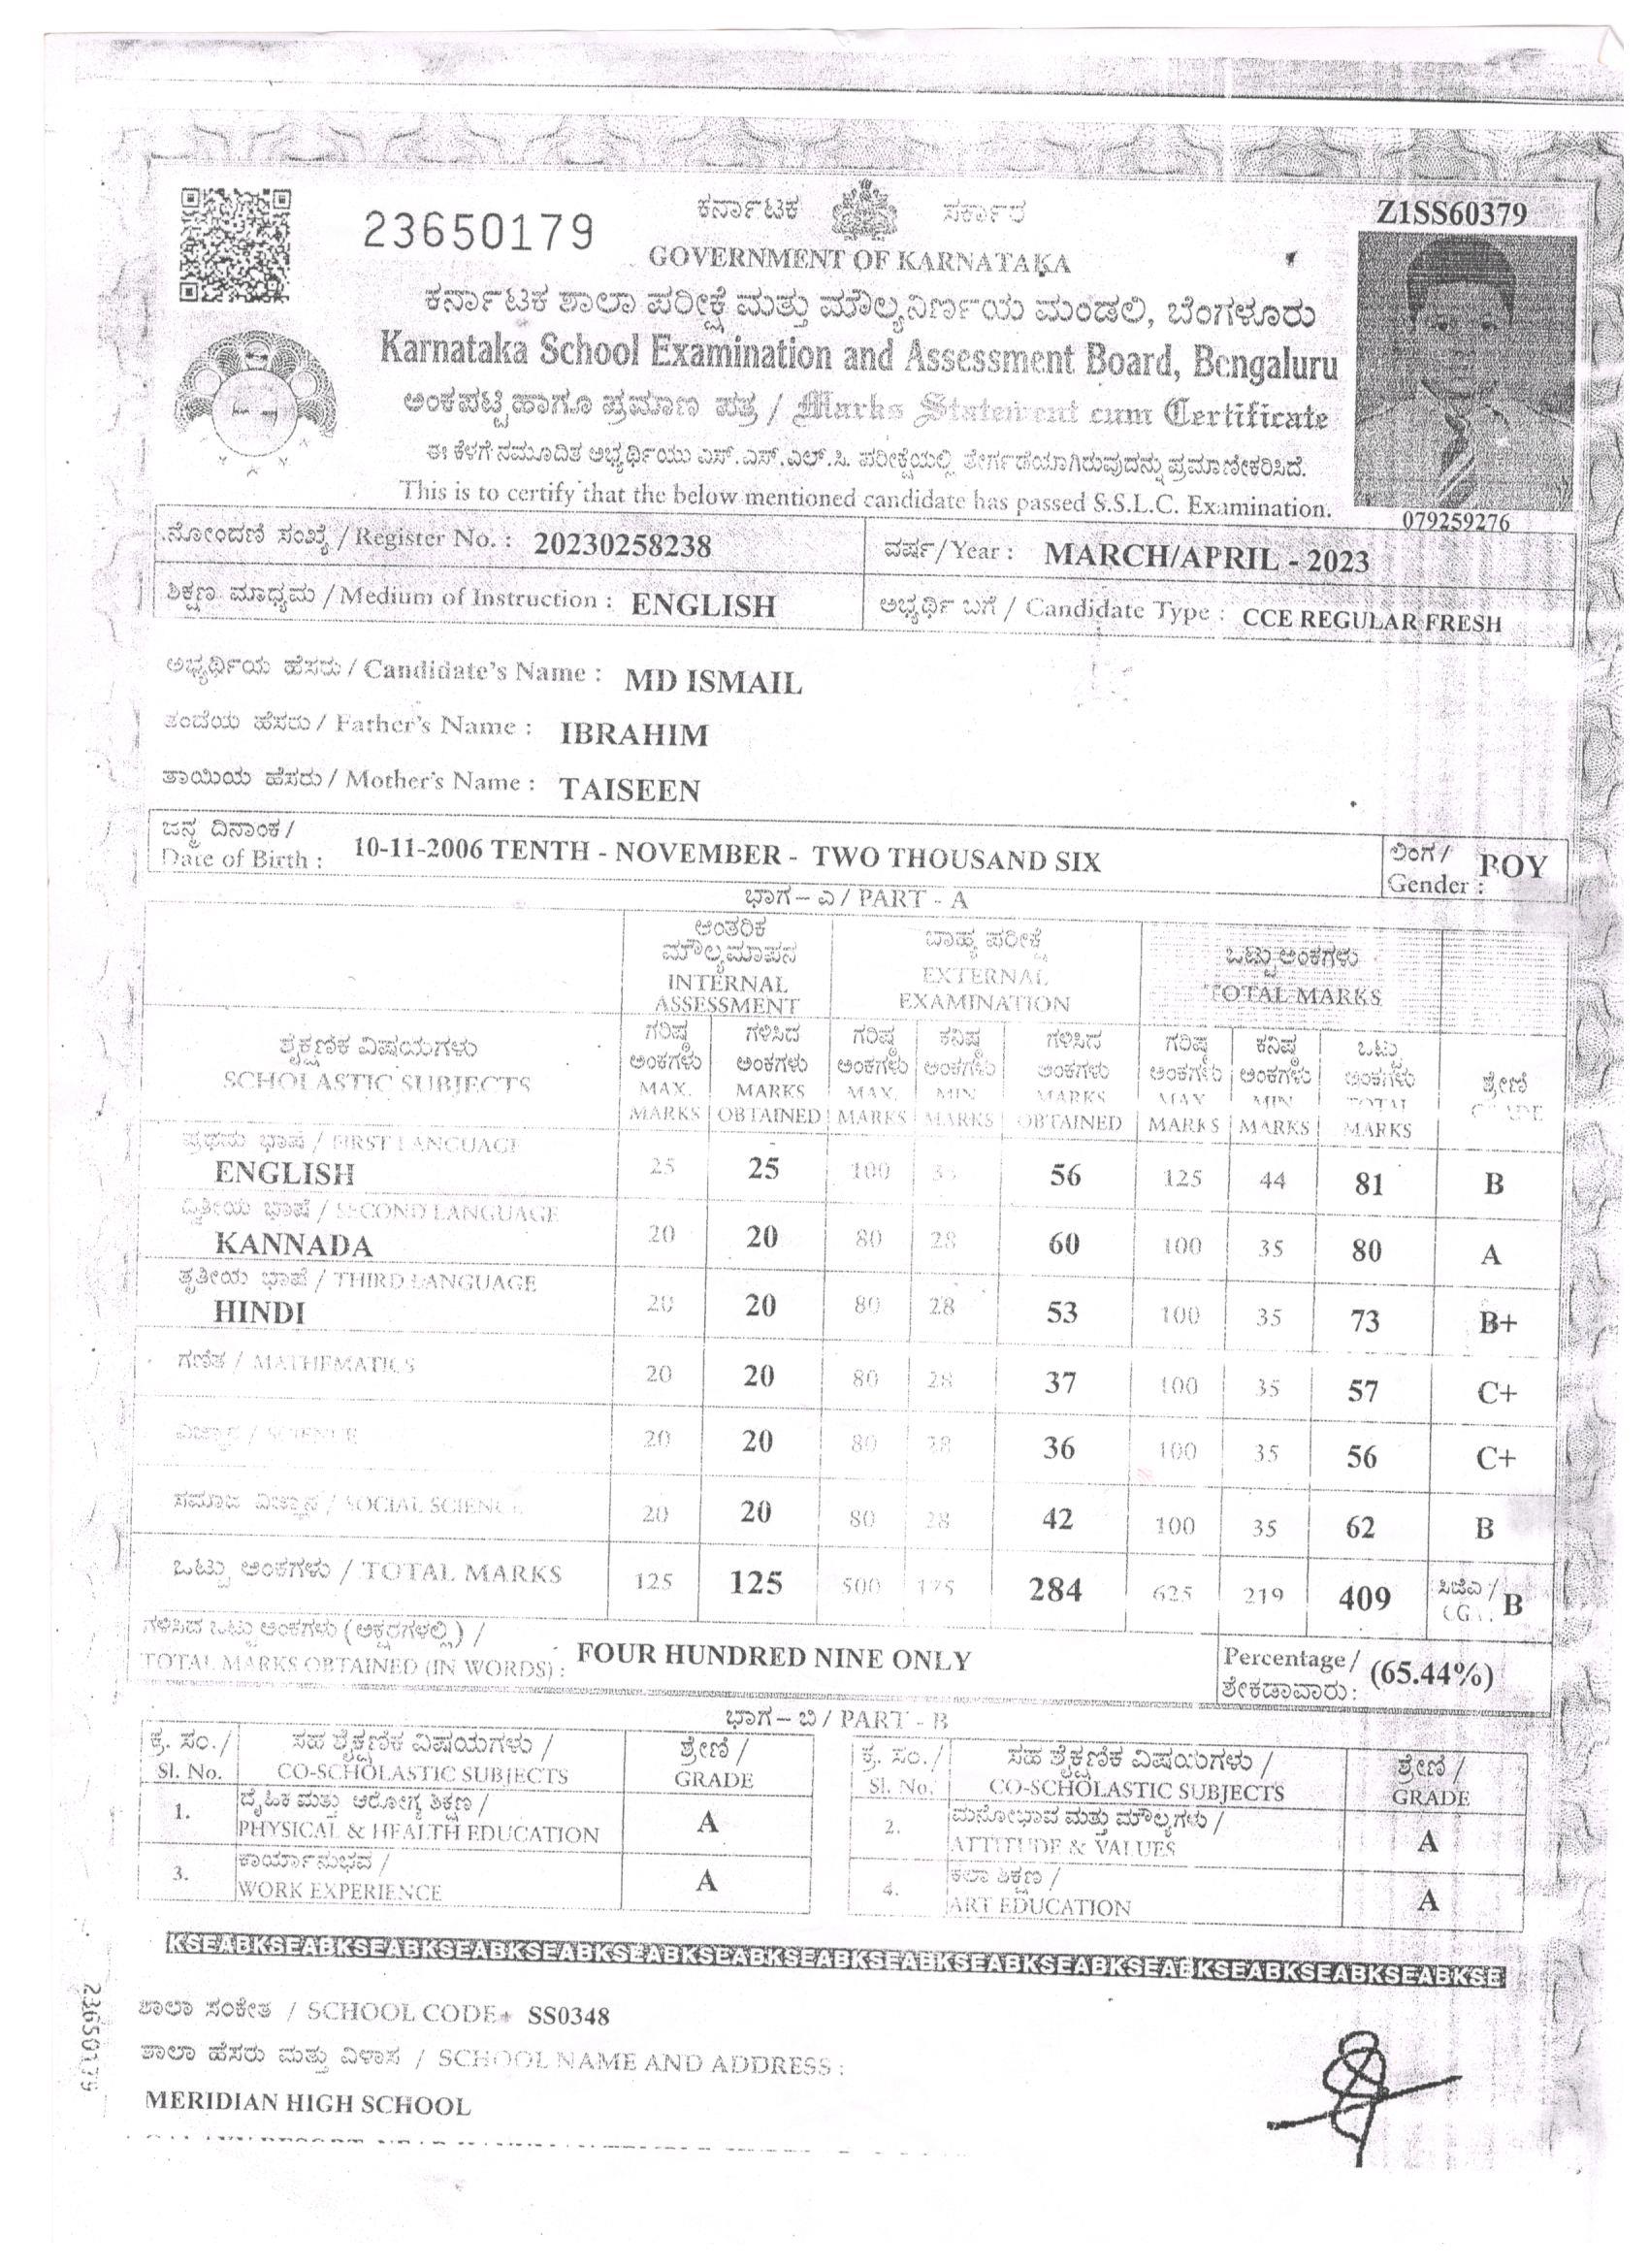 23650179
ಕರ್ನಾಟಕ ಸರ್ಕಾರ
Z1SS60379
GOVERNMENT OF KARNATAKA
ಕರ್ನಾಟಕ ಶಾಲಾ ಪರೀಕ್ಷೆ ಮತ್ತು ಮೌಲ್ಯನಿರ್ಣಯ ಮಂಡಲಿ, ಬೆಂಗಳೂರು
Karnataka School Examination and Assessment Board, Bengaluru
ಅಂಕಪಟ್ಟಿ ಹಾಗೂ ಪ್ರಮಾಣ ಪತ್ರ / Marks Statement cum Certificate
ಈ ಕೆಳಗೆ ನಮೂದಿತ ಅಭ್ಯರ್ಥಿಯು ಎಸ್.ಎಸ್.ಎಲ್.ಸಿ. ಪರೀಕ್ಷೆಯಲ್ಲಿ ತೇರ್ಗಡೆಯಾಗಿರುವುದನ್ನು ಪ್ರಮಾಣೀಕರಿಸಿದೆ.
This is to certify that the below mentioned candidate has passed S.S.L.C. Examination.
079259276
ನೋಂದಣಿ ಸಂಖ್ಯೆ / Register No. : 20230258238 ವರ್ಷ/Year : MARCH/APRIL - 2023
ಶಿಕ್ಷಣ ಮಾಧ್ಯಮ / Medium of Instruction : ENGLISH ಅಭ್ಯರ್ಥಿ ಬಗೆ / Candidate Type : CCE REGULAR FRESH
ಅಭ್ಯರ್ಥಿಯ ಹೆಸರು / Candidate's Name : MD ISMAIL
ತಂದೆಯ ಹೆಸರು / Father's Name : IBRAHIM
ತಾಯಿಯ ಹೆಸರು / Mother's Name : TAISEEN
ಜನ್ಮ ದಿನಾಂಕ / ಲಿಂಗ /
Date of Birth : 10-11-2006 TENTH - NOVEMBER - TWO THOUSAND SIX Gender : BOY
ಭಾಗ – ಎ / PART - A
ಆಂತರಿಕ ಮೌಲ್ಯಮಾಪನ ಬಾಹ್ಯ ಪರೀಕ್ಷೆ ಒಟ್ಟು ಅಂಕಗಳು
INTERNAL ASSESSMENT EXTERNAL EXAMINATION TOTAL MARKS
ಶೈಕ್ಷಣಿಕ ವಿಷಯಗಳು ಗರಿಷ್ಠ ಅಂಕಗಳು ಗಳಿಸಿದ ಅಂಕಗಳು ಗರಿಷ್ಠ ಅಂಕಗಳು ಕನಿಷ್ಠ ಅಂಕಗಳು ಗಳಿಸಿದ ಅಂಕಗಳು ಗರಿಷ್ಠ ಅಂಕಗಳು ಕನಿಷ್ಠ ಅಂಕಗಳು ಒಟ್ಟು ಅಂಕಗಳು ಶ್ರೇಣಿ
SCHOLASTIC SUBJECTS MAX. MARKS MARKS OBTAINED MAX. MARKS MIN MARKS MARKS OBTAINED MAX MARKS MIN MARKS TOTAL MARKS GRADE
ಪ್ರಥಮ ಭಾಷೆ / FIRST LANGUAGE
ENGLISH 25 25 100 56 125 44 81 B
ದ್ವಿತೀಯ ಭಾಷೆ / SECOND LANGUAGE
KANNADA 20 20 80 28 60 100 35 80 A
ತೃತೀಯ ಭಾಷೆ / THIRD LANGUAGE
HINDI 20 20 80 28 53 100 35 73 B+
ಗಣಿತ / MATHEMATICS 20 20 80 28 37 100 35 57 C+
ವಿಜ್ಞಾನ / SCIENCE 20 20 80 28 36 100 35 56 C+
ಸಮಾಜ ವಿಜ್ಞಾನ / SOCIAL SCIENCE 20 20 80 28 42 100 35 62 B
ಒಟ್ಟು ಅಂಕಗಳು / TOTAL MARKS 125 125 500 175 284 625 219 409 ಸಿಜಿಎ / CGA: B
ಗಳಿಸಿದ ಒಟ್ಟು ಅಂಕಗಳು (ಅಕ್ಷರಗಳಲ್ಲಿ) /
TOTAL MARKS OBTAINED (IN WORDS) : FOUR HUNDRED NINE ONLY Percentage / ಶೇಕಡಾವಾರು : (65.44%)
ಭಾಗ – ಬಿ / PART - B
ಕ್ರ. ಸಂ./ ಸಹ ಶೈಕ್ಷಣಿಕ ವಿಷಯಗಳು / ಶ್ರೇಣಿ / ಕ್ರ. ಸಂ./ ಸಹ ಶೈಕ್ಷಣಿಕ ವಿಷಯಗಳು / ಶ್ರೇಣಿ /
Sl. No. CO-SCHOLASTIC SUBJECTS GRADE Sl. No. CO-SCHOLASTIC SUBJECTS GRADE
1. ದೈಹಿಕ ಮತ್ತು ಆರೋಗ್ಯ ಶಿಕ್ಷಣ / PHYSICAL & HEALTH EDUCATION A 2. ಮನೋಭಾವ ಮತ್ತು ಮೌಲ್ಯಗಳು / ATTITUDE & VALUES A
3. ಕಾರ್ಯಾನುಭವ / WORK EXPERIENCE A 4. ಕಲಾ ಶಿಕ್ಷಣ / ART EDUCATION A
KSEABKSEABKSEABKSEABKSEABKSEABKSEABKSEABKSEABKSEABKSEABKSEABKSEABKSEABKSE
23650179
ಶಾಲಾ ಸಂಕೇತ / SCHOOL CODE: SS0348
ಶಾಲಾ ಹೆಸರು ಮತ್ತು ವಿಳಾಸ / SCHOOL NAME AND ADDRESS :
MERIDIAN HIGH SCHOOL